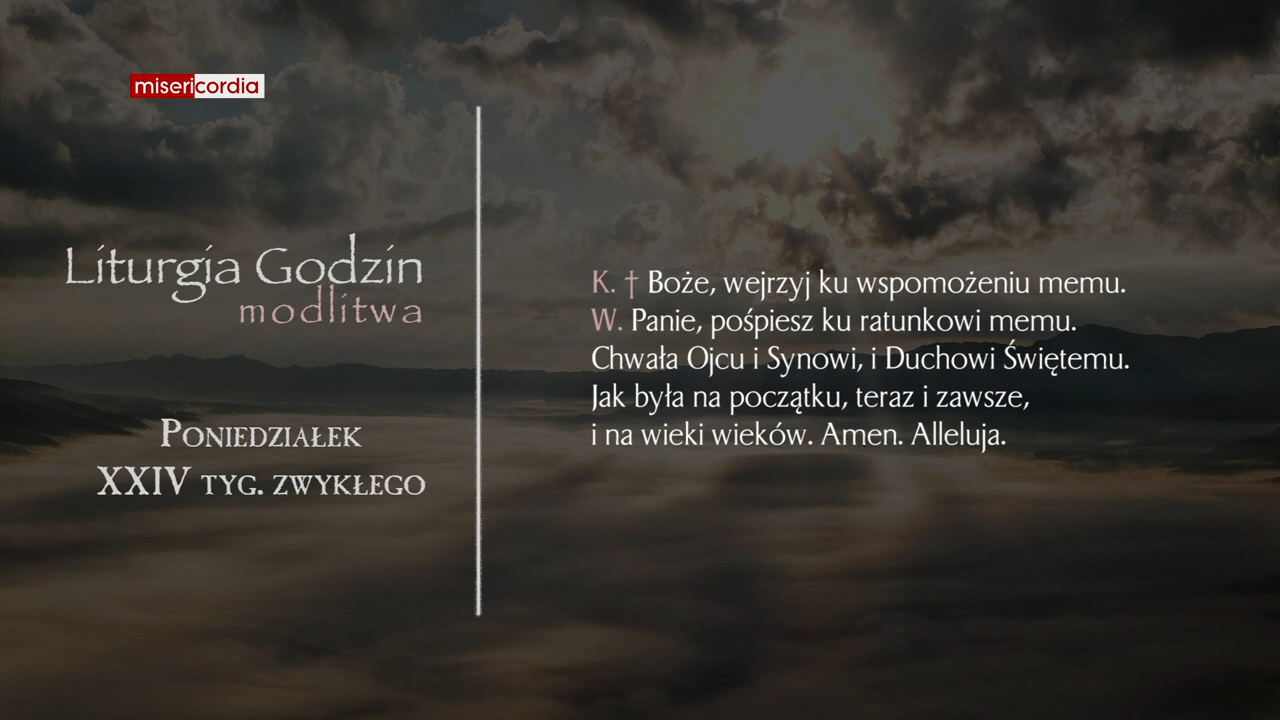 misericordia
Liturgia Godzin
modlitwa
Poniedziałek
XXIV tyg. zwykłego
K. † Boże, wejrzyj ku wspomożeniu memu.
W. Panie, pośpiesz ku ratunkowi memu.
Chwała Ojcu i Synowi, i Duchowi Świętemu.
Jak była na początku, teraz i zawsze,
i na wieki wieków. Amen. Alleluja.